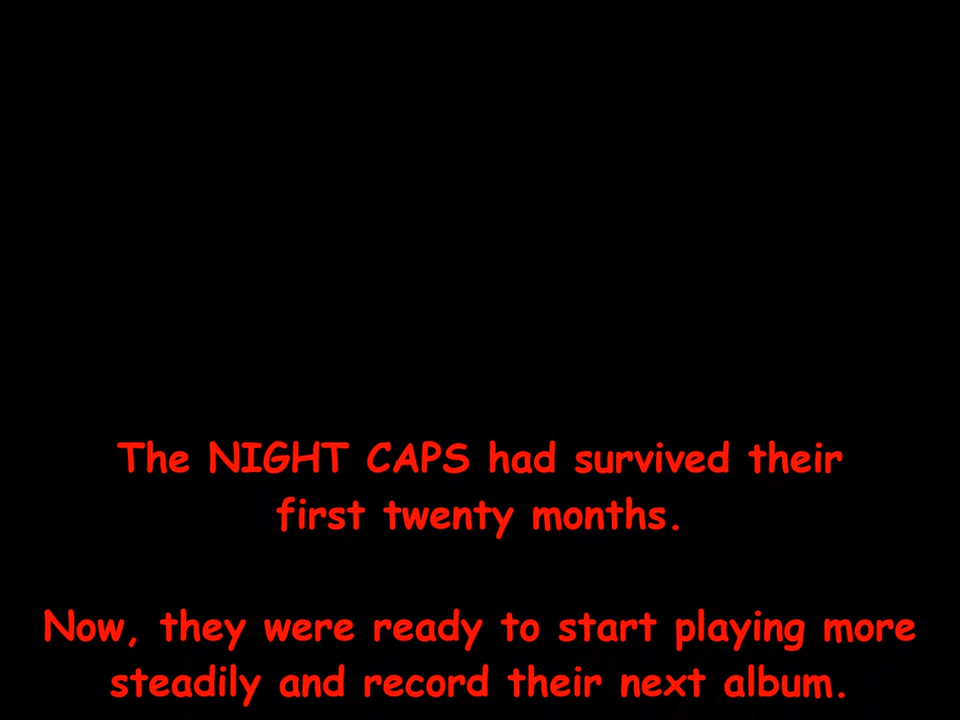 The NIGHT CAPS had survived their
first twenty months.
Now, they were ready to start playing more
steadily and record their next album.